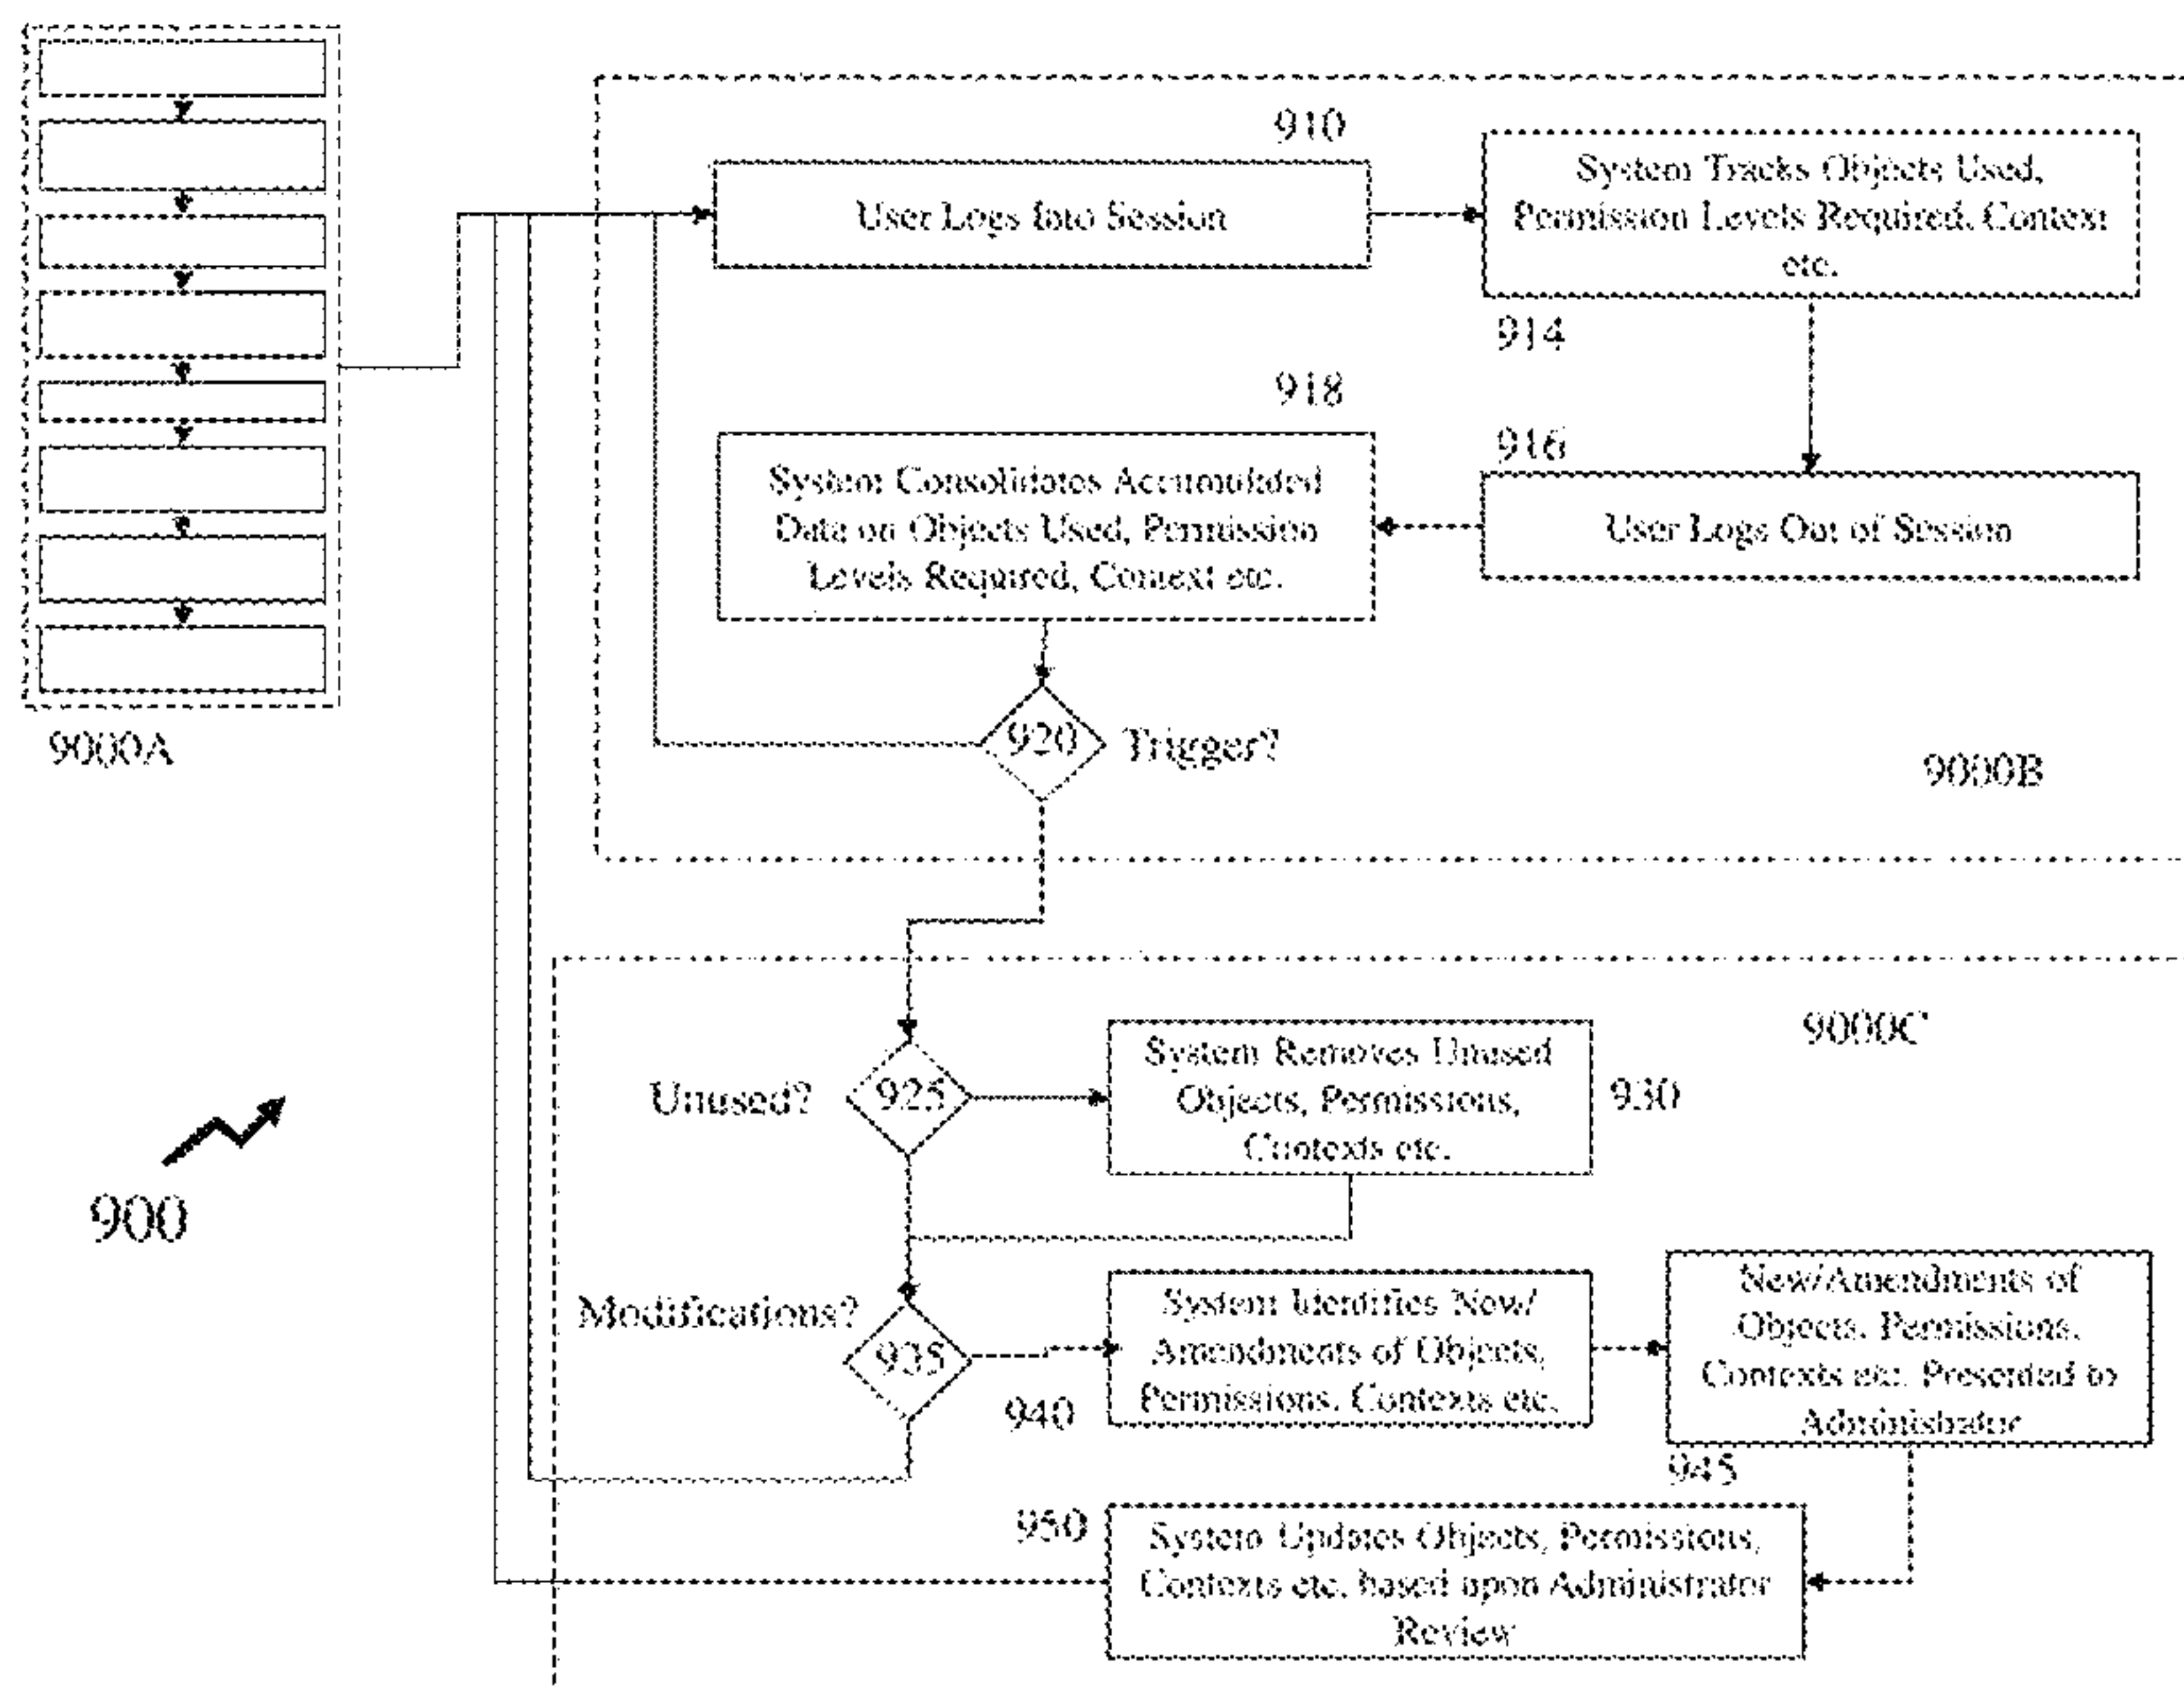 910
User Logs Into Session
System Tracks Objects Used,
Permission Levels Required, Context
etc.
914
918
System Consolidates Accumulated
Data on Objects Used, Permission
Levels Required, Context etc.
916
User Logs Out of Session
920
Trigger?
9000A
9000B
9000C
Unused?
925
System Removes Unused
Objects, Permissions,
Contexts etc.
930
900
Modifications?
935
940
System Identifies New/
Amendments of Objects,
Permissions, Contexts etc.
New/Amendments of
Objects, Permissions,
Contexts etc. Presented to
Administrator
945
950
System Updates Objects, Permissions,
Contexts etc. based upon Administrator
Review